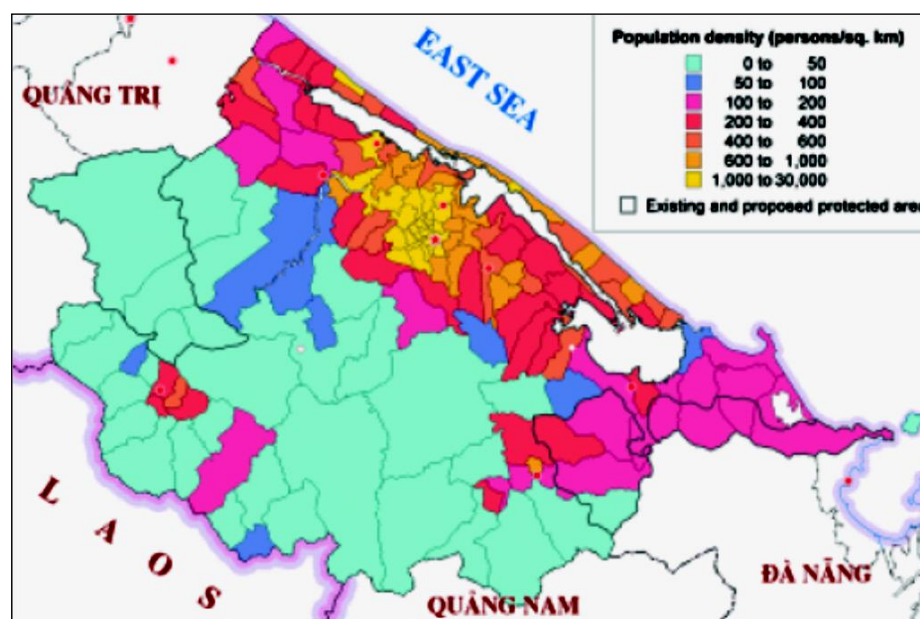 EAST SEA
QUẢNG TRỊ
Population density (persons/sq. km)
0 to 50
50 to 100
100 to 200
200 to 400
400 to 600
600 to 1,000
1,000 to 30,000
Existing and proposed protected area
LAOS
ĐÀ NẴNG
QUẢNG NAM